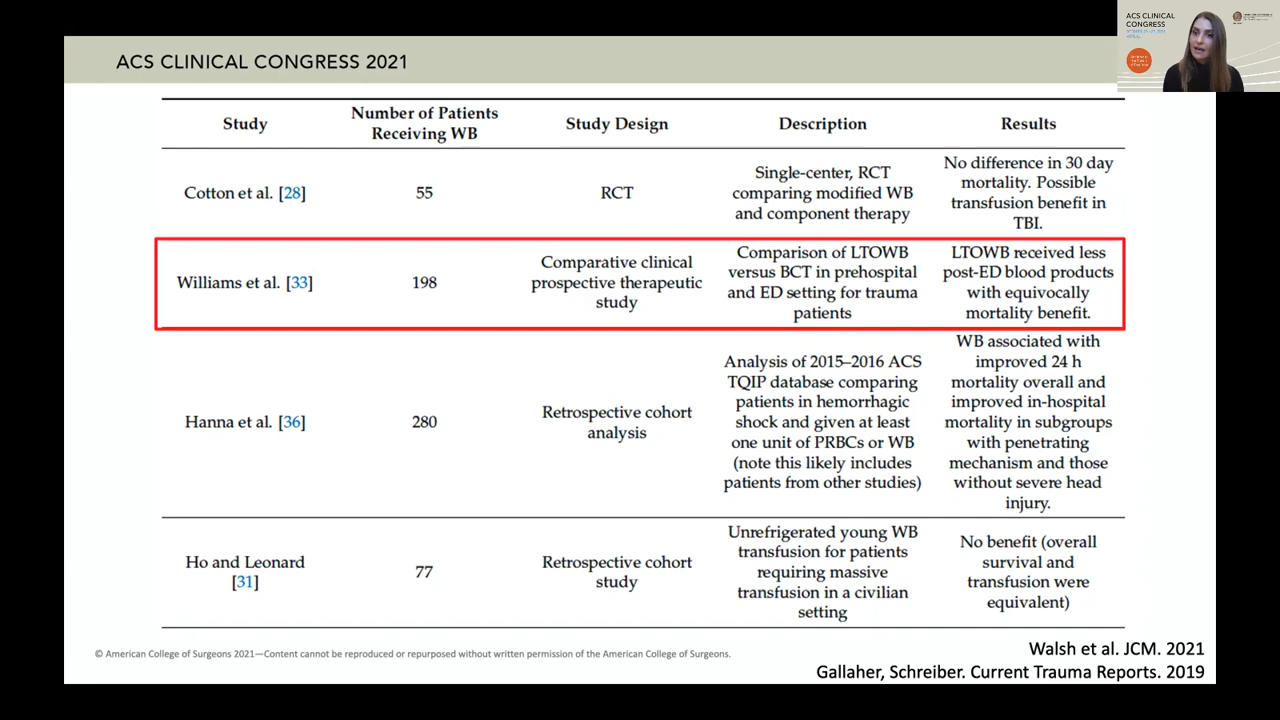 ACS CLINICAL
CONGRESS
ACS CLINICAL CONGRESS 2021
Study
Number of Patients
Receiving WB
Study Design
Description
Results
Cotton et al. [28]
55
RCT
Single-center, RCT
comparing modified WB
and component therapy
No difference in 30 day
mortality. Possible
transfusion benefit in
TBI.
Williams et al. [33]
198
Comparative clinical
prospective therapeutic
study
Comparison of LTOWB
versus BCT in prehospital
and ED setting for trauma
patients
LTOWB received less
post-ED blood products
with equivocally
mortality benefit.
Hanna et al. [36]
280
Retrospective cohort
analysis
Analysis of 2015–2016 ACS
TQIP database comparing
patients in hemorrhagic
shock and given at least
one unit of PRBCs or WB
(note this likely includes
patients from other studies)
WB associated with
improved 24 h
mortality overall and
improved in-hospital
mortality in subgroups
with penetrating
mechanism and those
without severe head
injury.
Ho and Leonard
[31]
77
Retrospective cohort
study
Unrefrigerated young WB
transfusion for patients
requiring massive
transfusion in a civilian
setting
No benefit (overall
survival and
transfusion were
equivalent)
© American College of Surgeons 2021—Content cannot be reproduced or repurposed without written permission of the American College of Surgeons.
Walsh et al. JCM. 2021
Gallaher, Schreiber. Current Trauma Reports. 2019